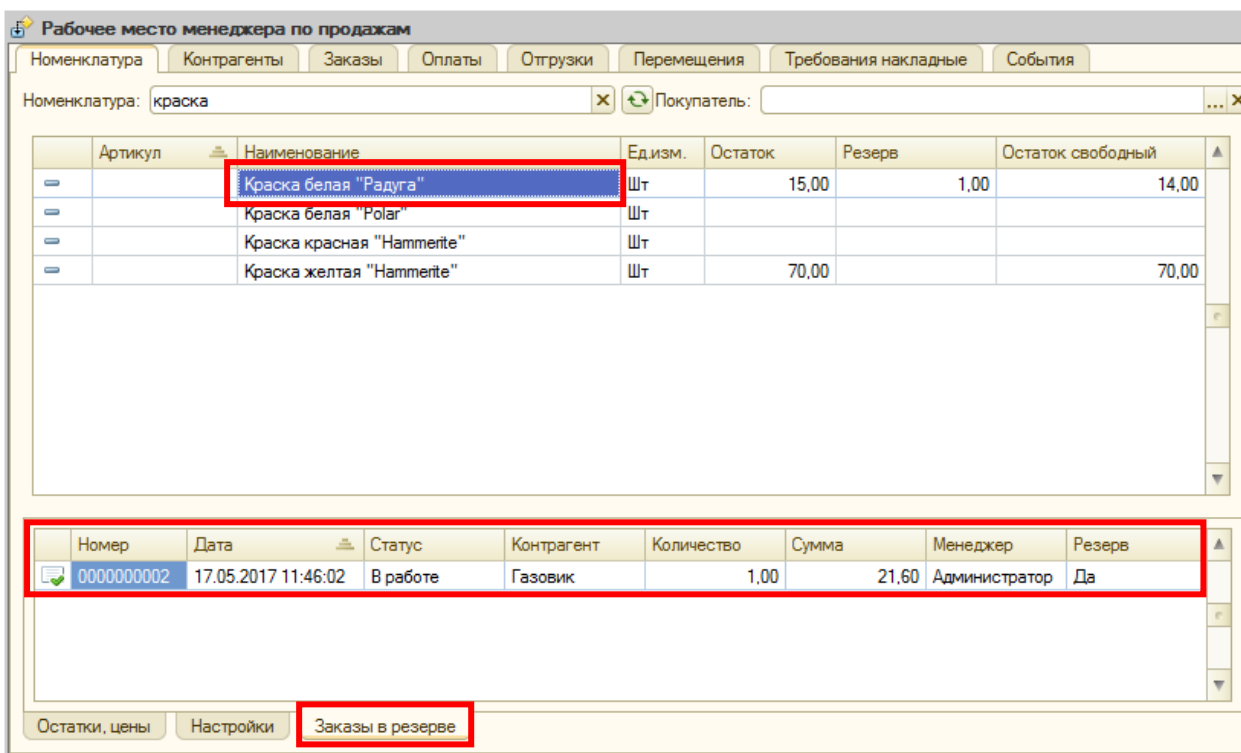 Рабочее место менеджера по продажам
Номенклатура Контрагенты Заказы Оплаты Отгрузки Перемещения Требования накладные События
Номенклатура: краска Покупатель: ...
Артикул Наименование Ед.изм. Остаток Резерв Остаток свободный
Краска белая "Радуга" Шт 15,00 1,00 14,00
Краска белая "Polar" Шт
Краска красная "Hammerite" Шт
Краска желтая "Hammerite" Шт 70,00 70,00
Номер Дата Статус Контрагент Количество Сумма Менеджер Резерв
0000000002 17.05.2017 11:46:02 В работе Газовик 1,00 21,60 Администратор Да
Остатки, цены Настройки Заказы в резерве